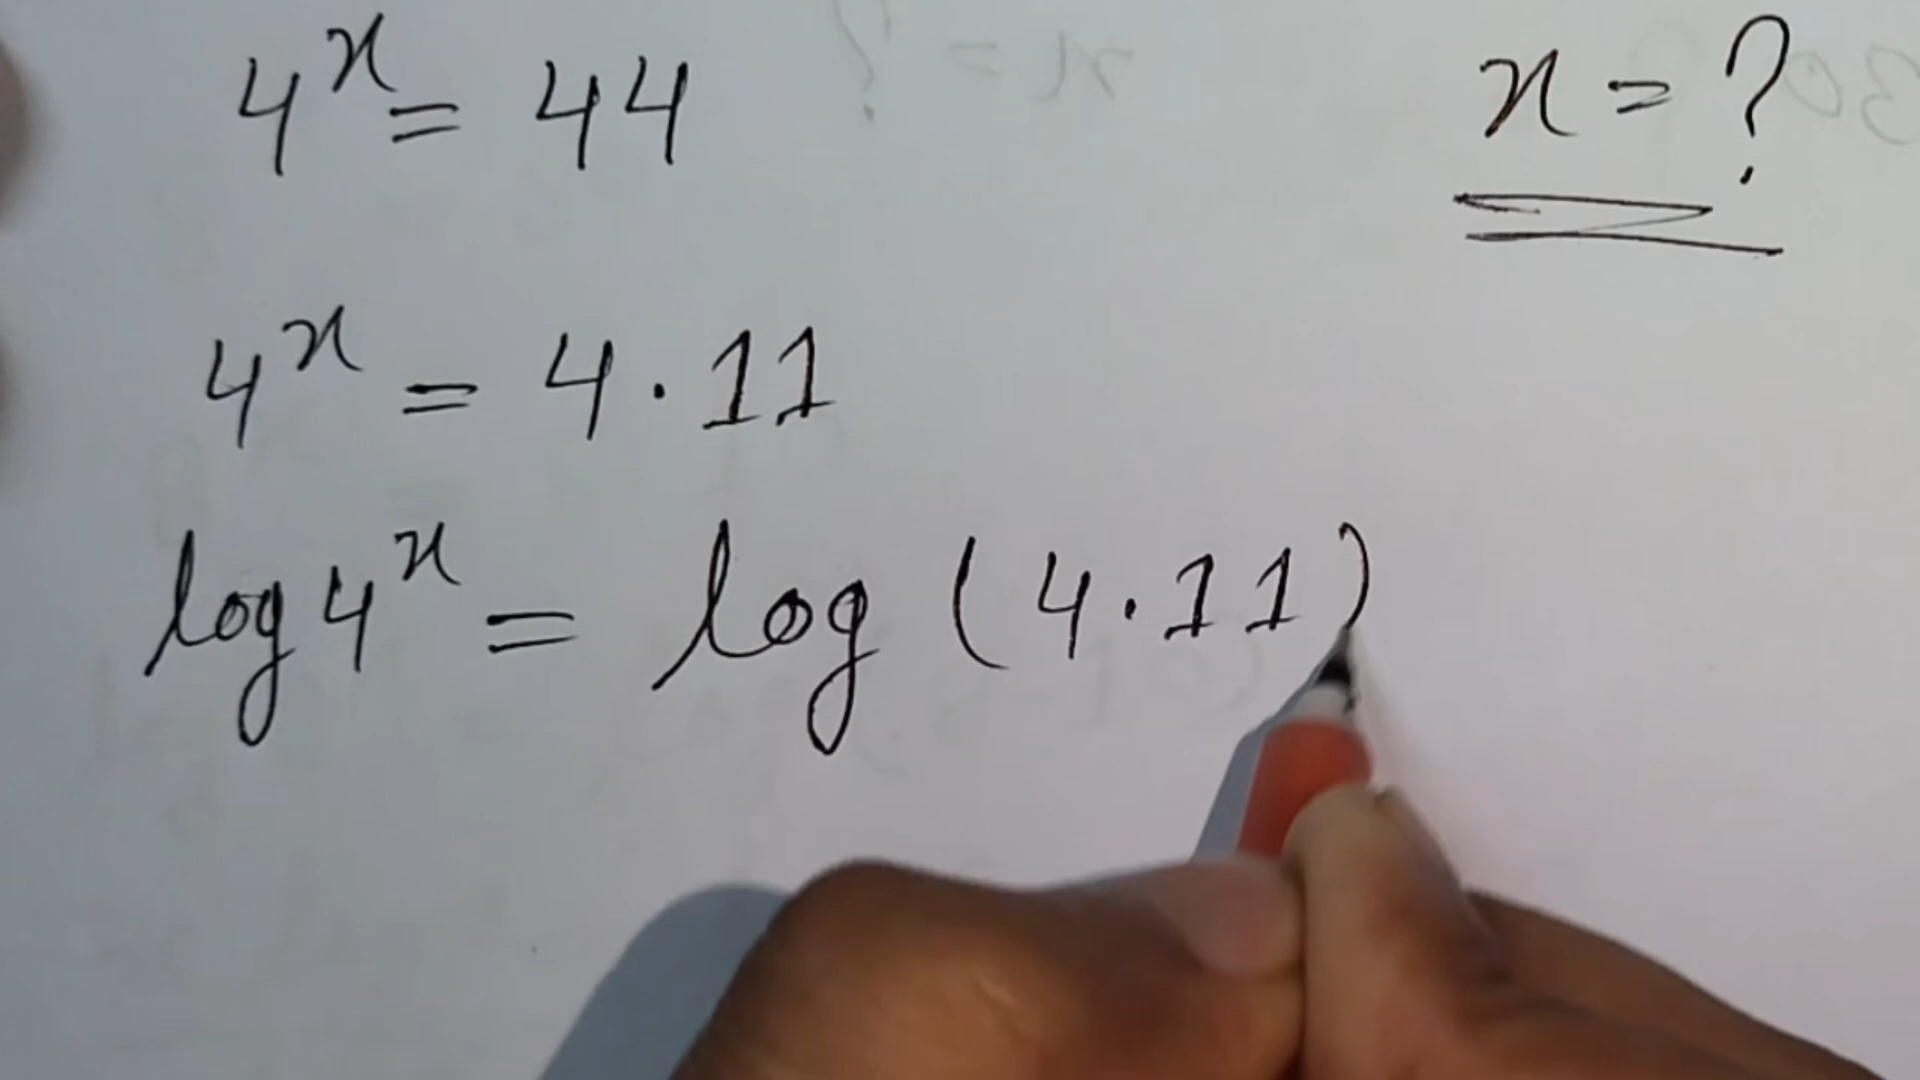 4^x = 44
x = ?
4^x = 4 · 11
log 4^x = log (4 · 11)